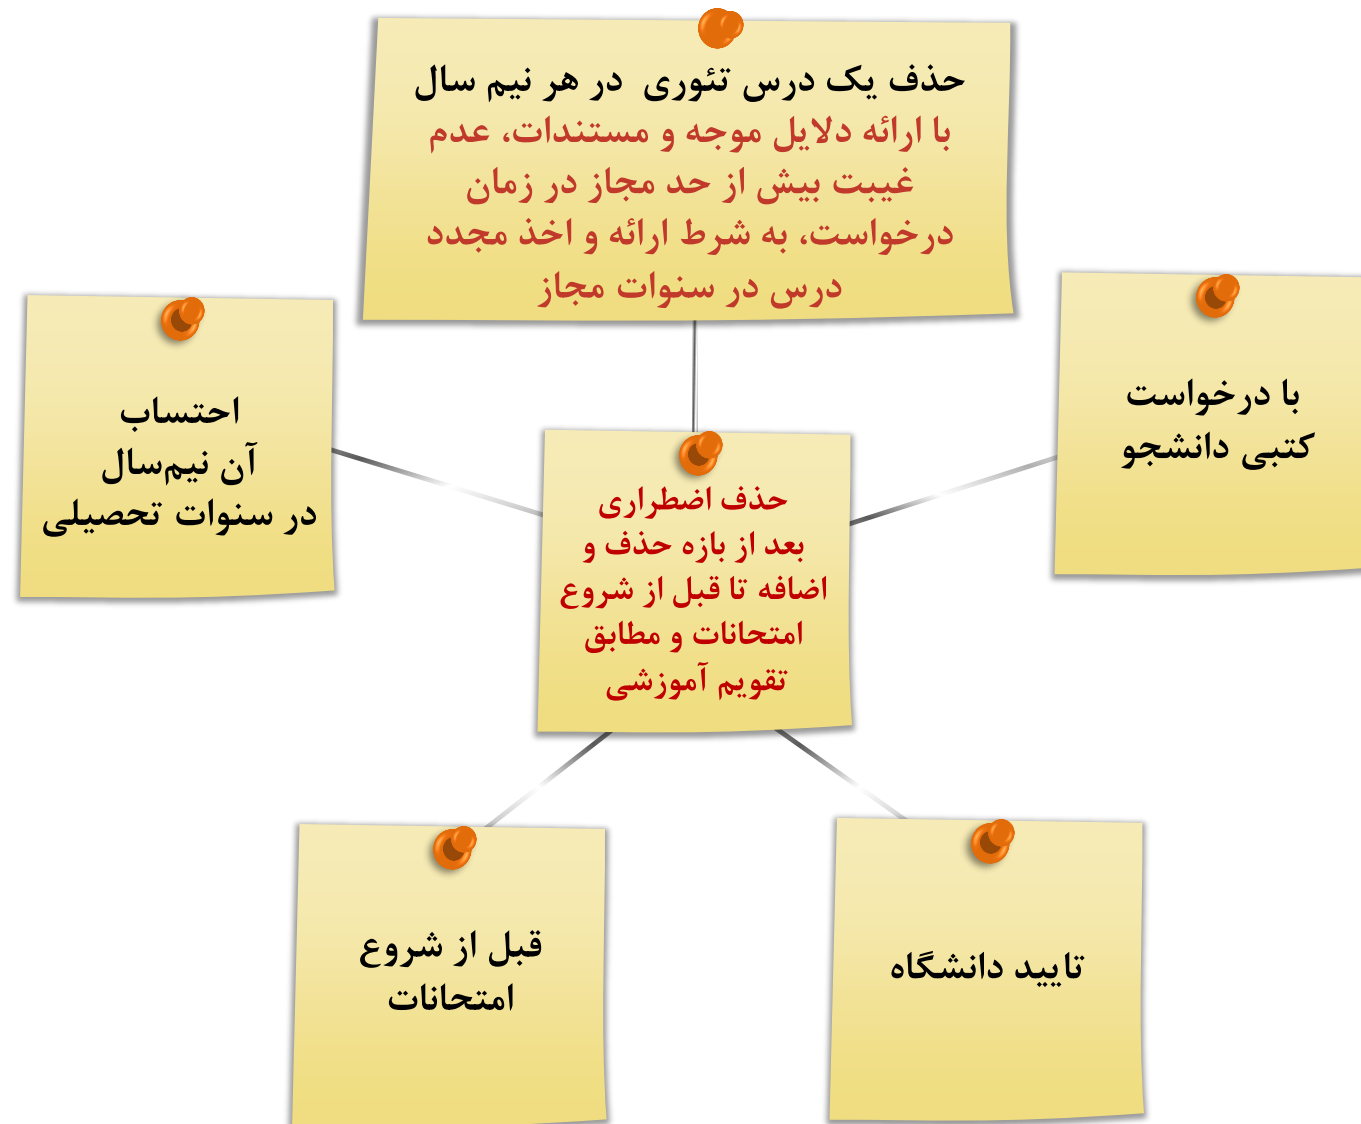 حذف یک درس تئوری در هر نیم سال
با ارائه دلایل موجه و مستندات، عدم
غیبت بیش از حد مجاز در زمان
درخواست، به شرط ارائه و اخذ مجدد
درس در سنوات مجاز
با درخواست
کتبی دانشجو
احتساب
آن نیم‌سال
در سنوات تحصیلی
حذف اضطراری
بعد از بازه حذف و
اضافه تا قبل از شروع
امتحانات و مطابق
تقویم آموزشی
تایید دانشگاه
قبل از شروع
امتحانات